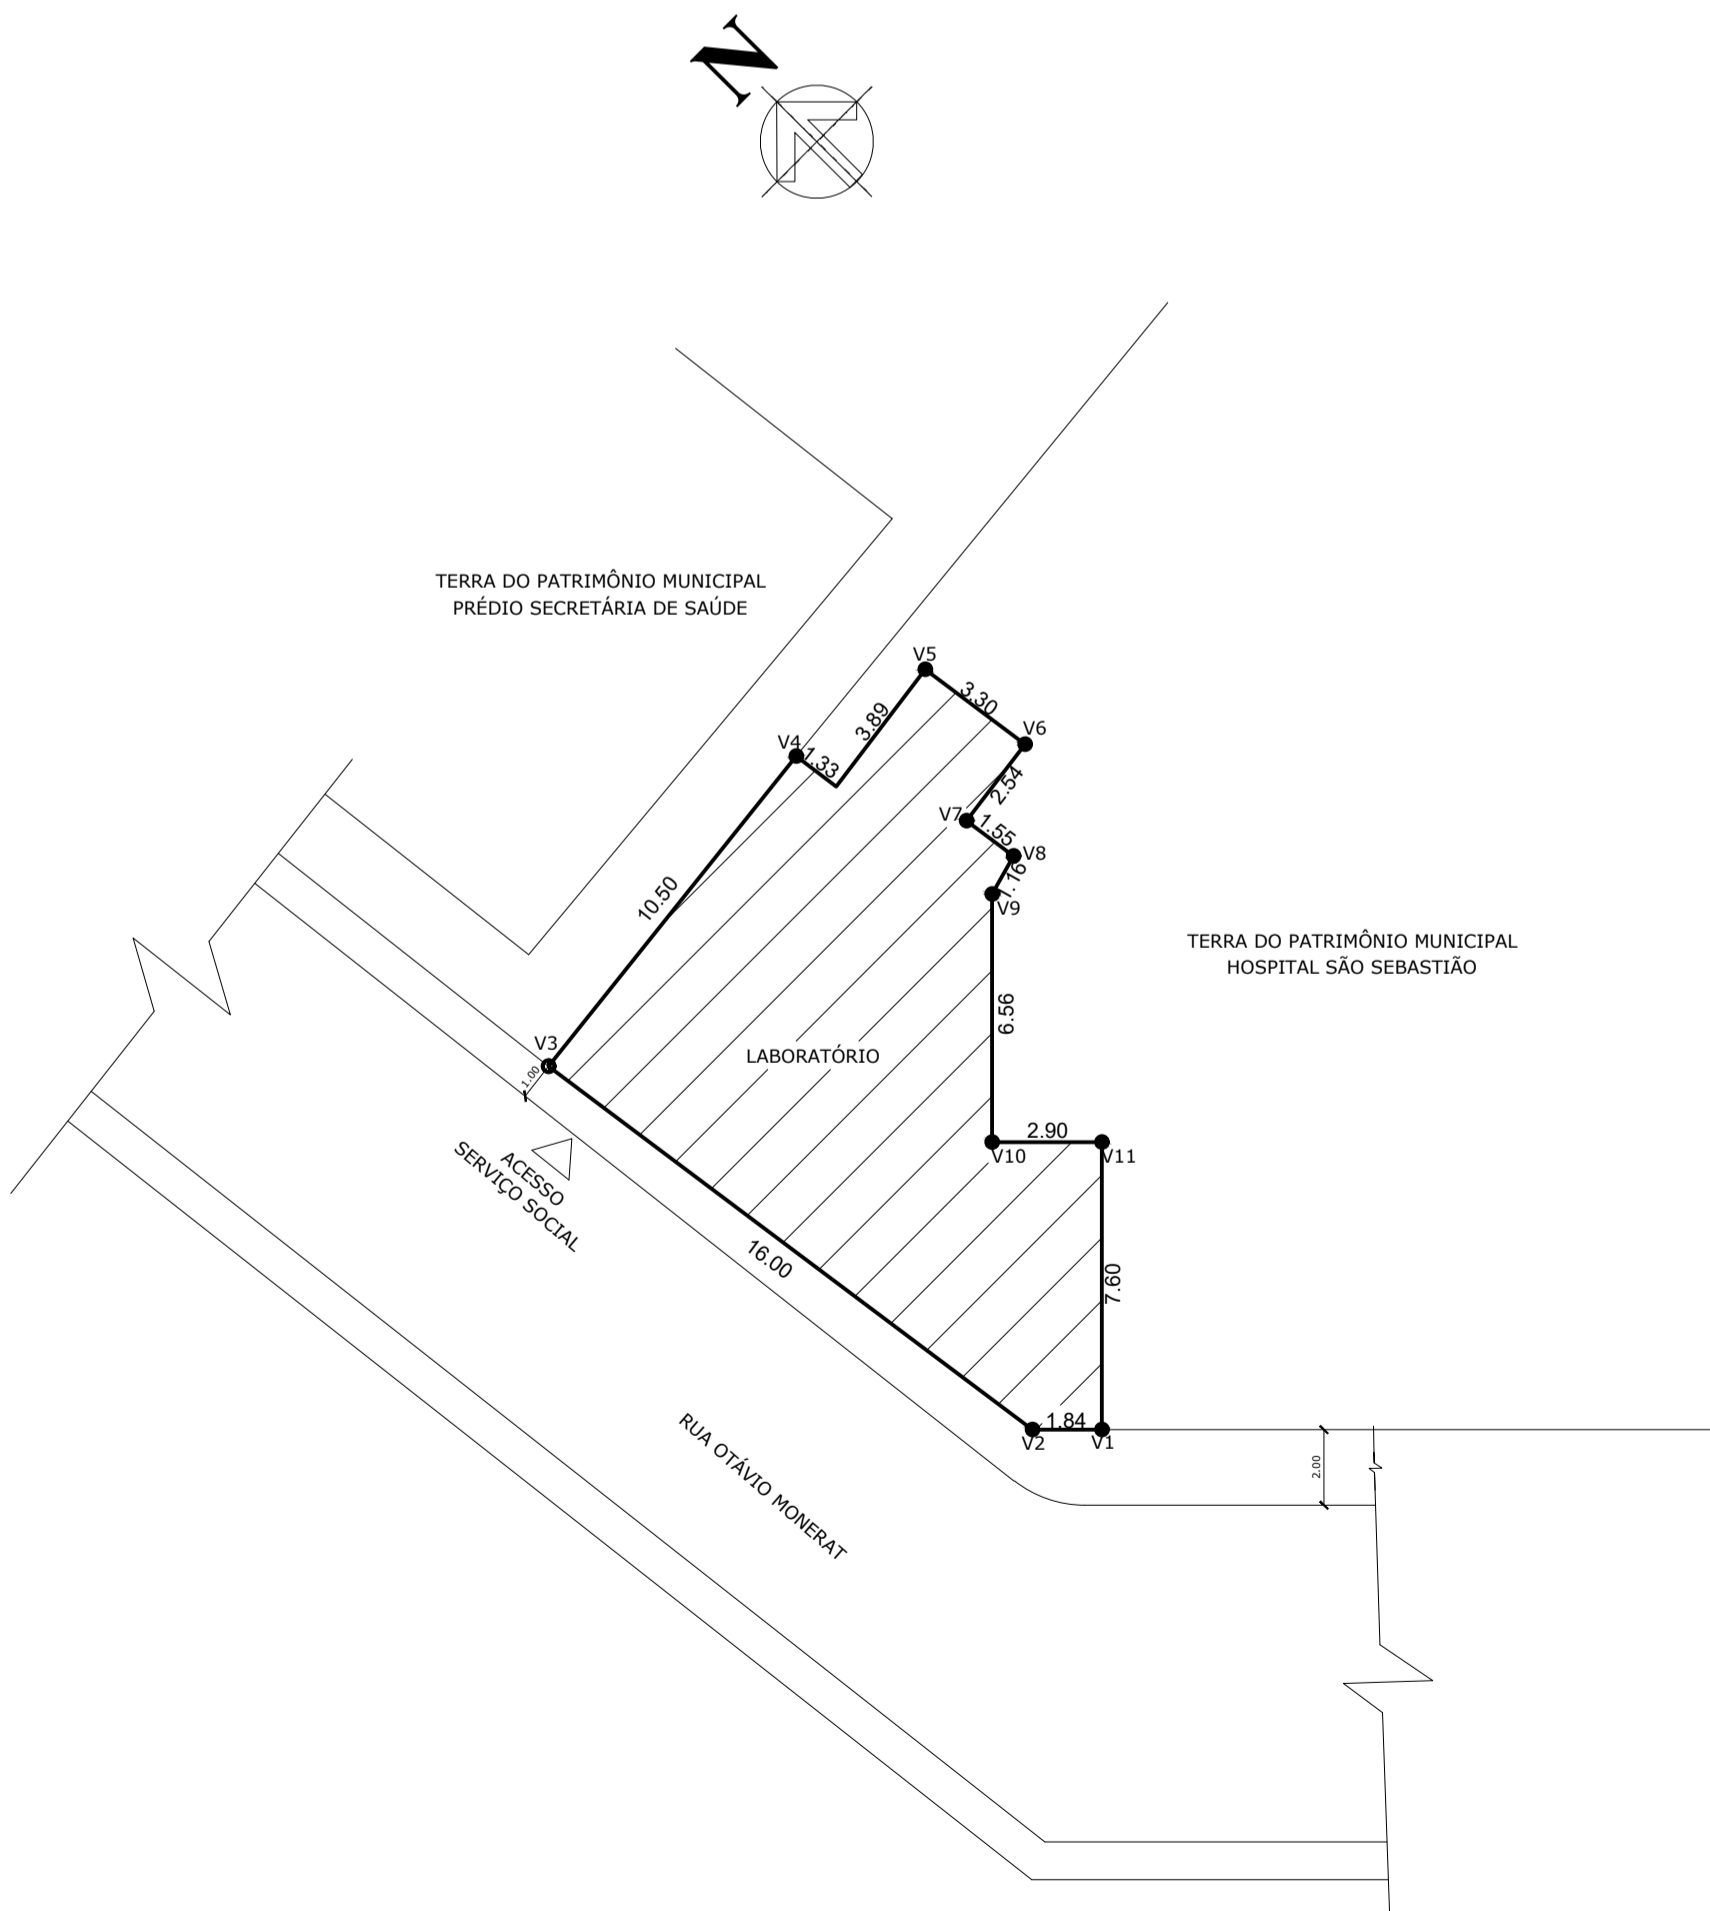 N
TERRA DO PATRIMÔNIO MUNICIPAL
PRÉDIO SECRETÁRIA DE SAÚDE
V5
3.30
V6
3.89
V4
1.33
2.54
V7
1.55
V8
1.16
V9
10.50
TERRA DO PATRIMÔNIO MUNICIPAL
HOSPITAL SÃO SEBASTIÃO
6.56
V3
LABORATÓRIO
1.00
2.90
V10
V11
ACESSO
SERVIÇO SOCIAL
16.00
7.60
1.84
V2
V1
2.00
RUA OTÁVIO MONERAT